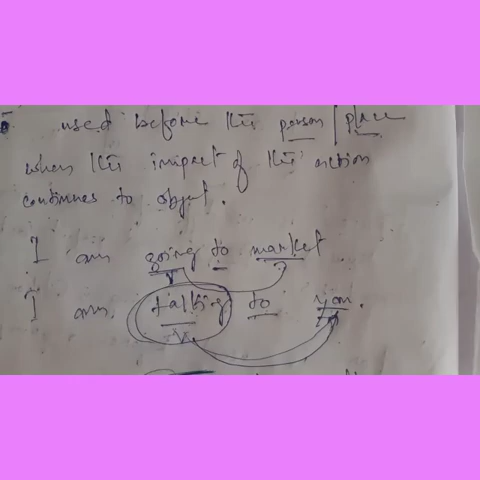 used before the person/place
when the impact of the action
continues to object.
I am going to market.
V
I am talking to you.
V